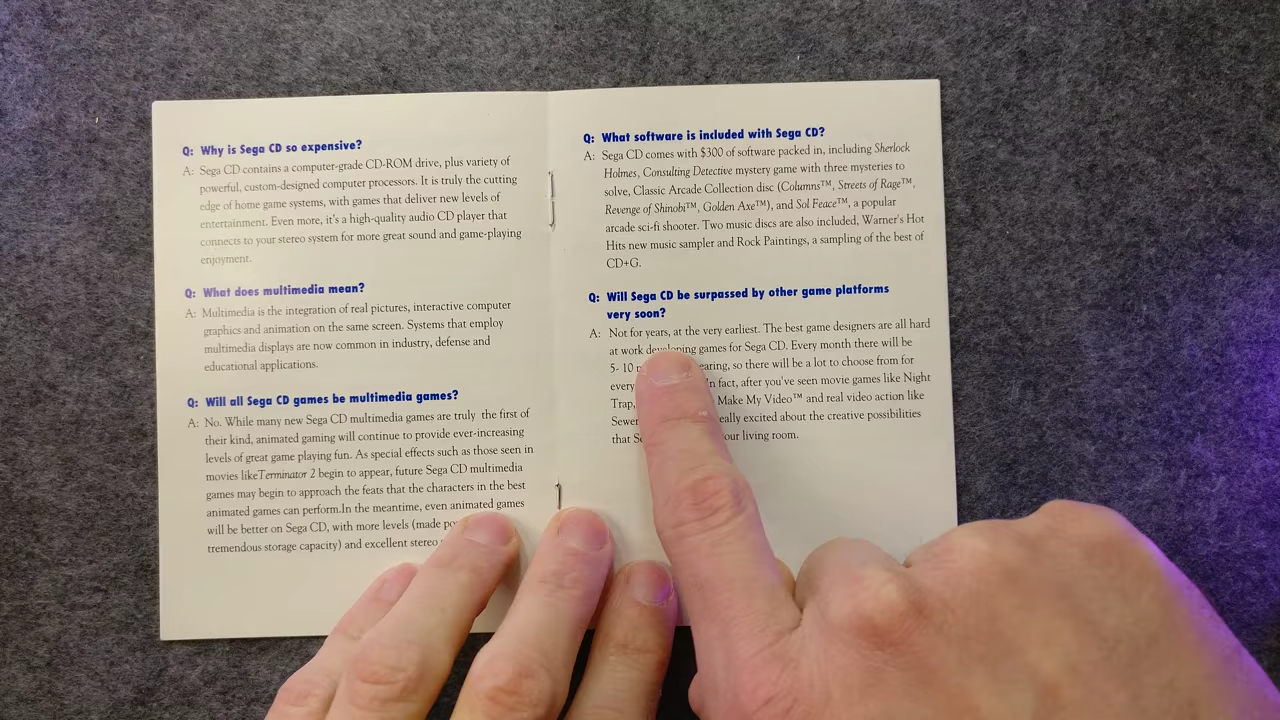 Q: Why is Sega CD so expensive?
A: Sega CD contains a computer-grade CD-ROM drive, plus variety of
powerful, custom-designed computer processors. It is truly the cutting
edge of home game systems, with games that deliver new levels of
entertainment. Even more, it's a high-quality audio CD player that
connects to your stereo system for more great sound and game-playing
enjoyment.
Q: What does multimedia mean?
A: Multimedia is the integration of real pictures, interactive computer
graphics and animation on the same screen. Systems that employ
multimedia displays are now common in industry, defense and
educational applications.
Q: Will all Sega CD games be multimedia games?
A: No. While many new Sega CD multimedia games are truly the first of
their kind, animated gaming will continue to provide ever-increasing
levels of great game playing fun. As special effects such as those seen in
movies like Terminator 2 begin to appear, future Sega CD multimedia
games may begin to approach the feats that the characters in the best
animated games can perform.In the meantime, even animated games
will be better on Sega CD, with more levels (made
tremendous storage capacity) and excellent stereo
Q: What software is included with Sega CD?
A: Sega CD comes with $300 of software packed in, including Sherlock
Holmes, Consulting Detective mystery game with three mysteries to
solve, Classic Arcade Collection disc (Columns™, Streets of Rage™,
Revenge of Shinobi™, Golden Axe™), and Sol Feace™, a popular
arcade sci-fi shooter. Two music discs are also included, Warner's Hot
Hits new music sampler and Rock Paintings, a sampling of the best of
CD+G.
Q: Will Sega CD be surpassed by other game platforms
very soon?
A: Not for years, at the very earliest. The best game designers are all hard
at work developing games for Sega CD. Every month there will be
5- 10 so there will be a lot to choose from for
every In fact, after you've seen movie games like Night
Trap, Make My Video™ and real video action like
Sewer excited about the creative possibilities
that living room.